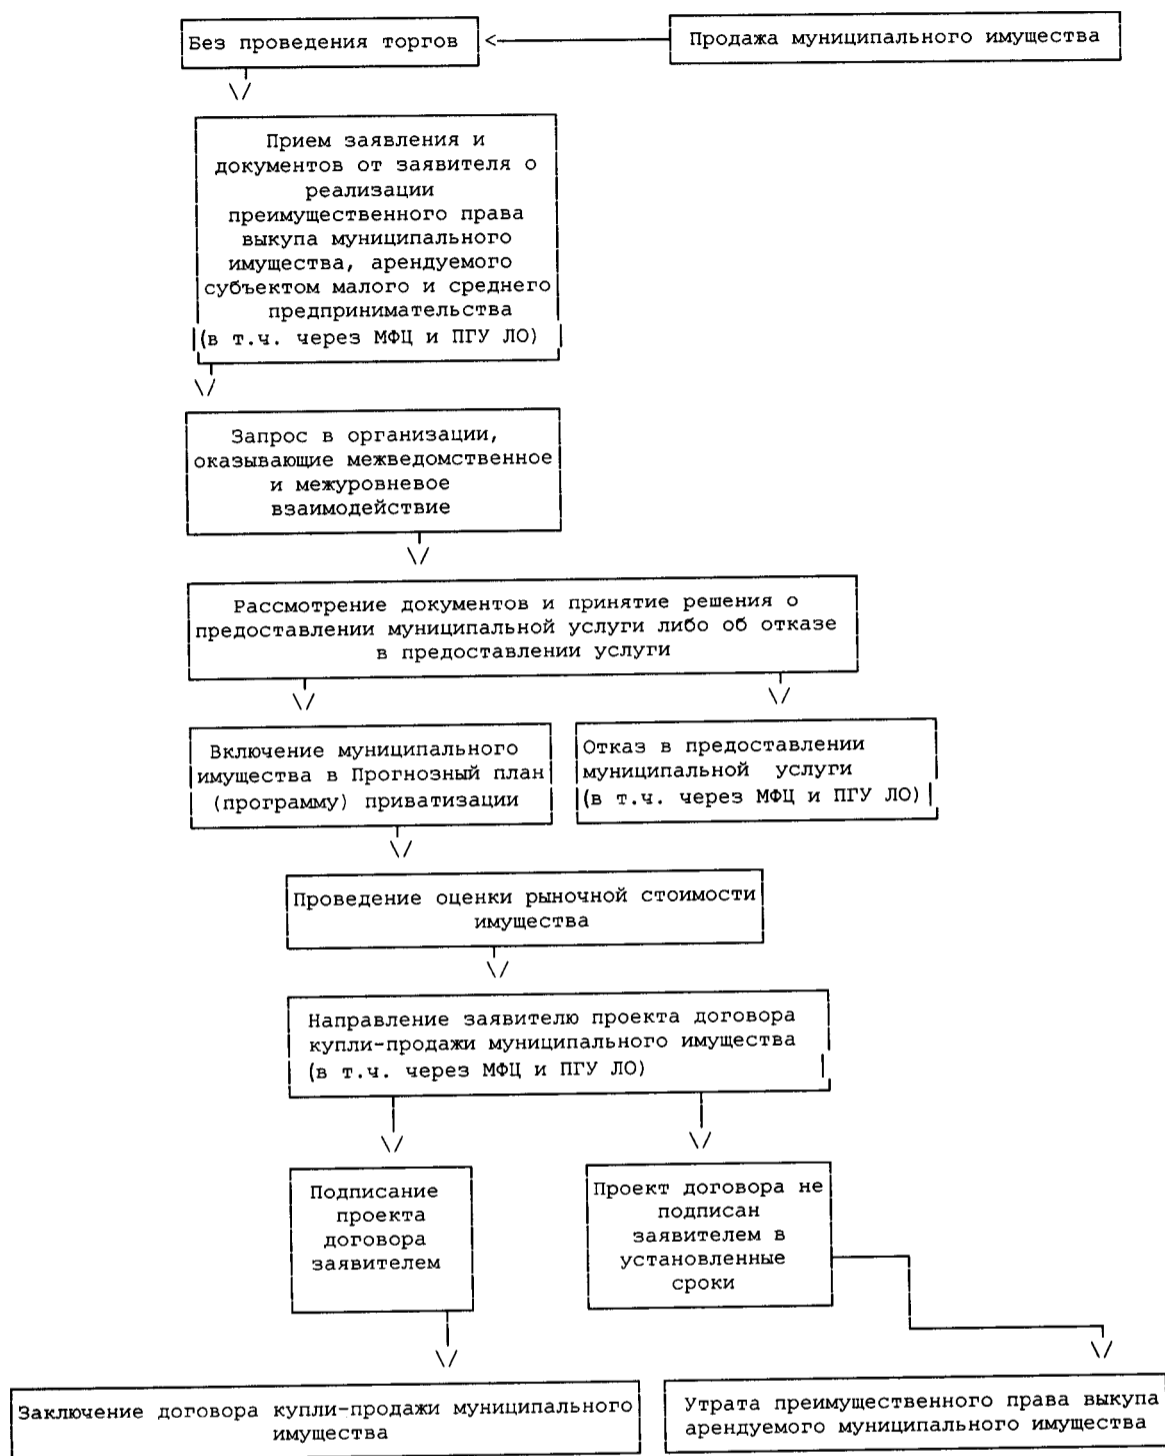 Без проведения торгов
Продажа муниципального имущества
Прием заявления и
документов от заявителя о
реализации
преимущественного права
выкупа муниципального
имущества, арендуемого
субъектом малого и среднего
предпринимательства
(в т.ч. через МФЦ и ПГУ ЛО)
Запрос в организации,
оказывающие межведомственное
и межуровневое
взаимодействие
Рассмотрение документов и принятие решения о
предоставлении муниципальной услуги либо об отказе
в предоставлении услуги
Включение муниципального
имущества в Прогнозный план
(программу) приватизации
Отказ в предоставлении
муниципальной услуги
(в т.ч. через МФЦ и ПГУ ЛО)
Проведение оценки рыночной стоимости
имущества
Направление заявителю проекта договора
купли-продажи муниципального имущества
(в т.ч. через МФЦ и ПГУ ЛО)
Подписание
проекта
договора
заявителем
Проект договора не
подписан
заявителем в
установленные
сроки
Заключение договора купли-продажи муниципального
имущества
Утрата преимущественного права выкупа
арендуемого муниципального имущества